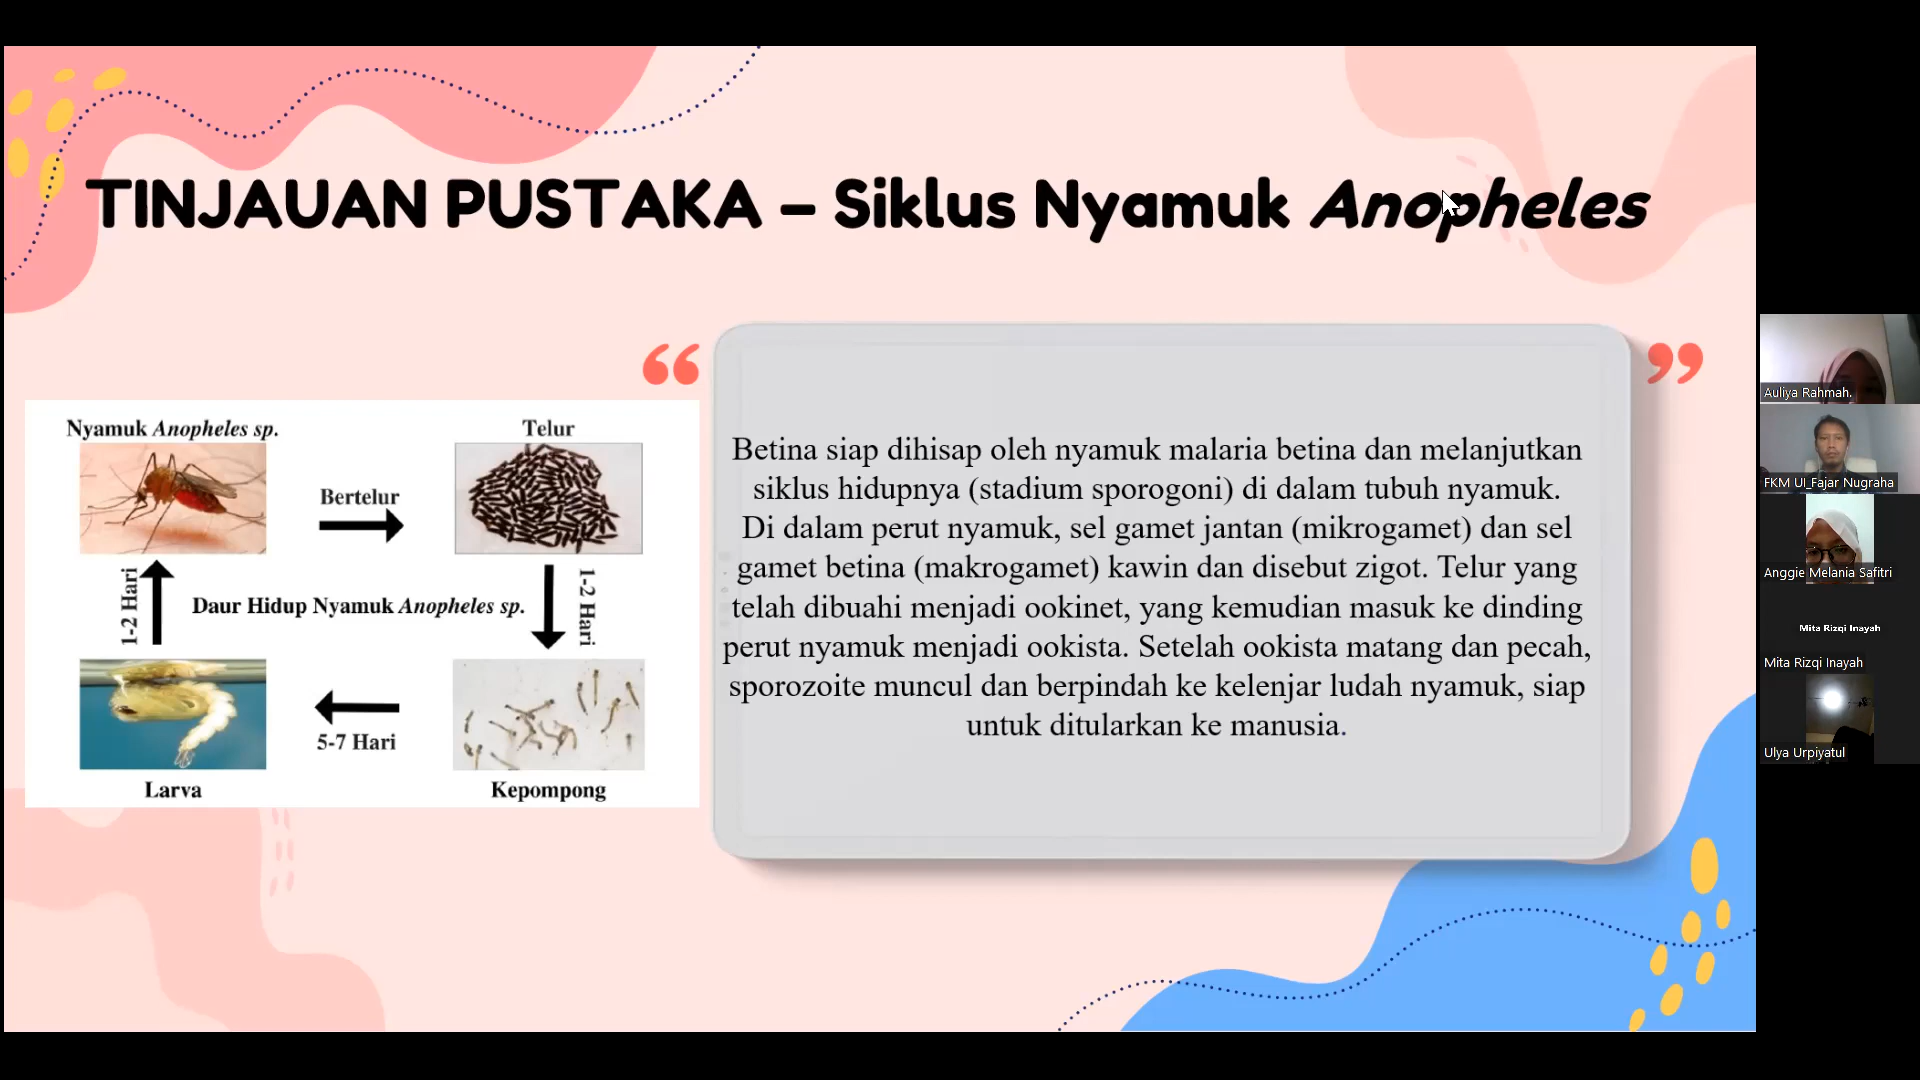 TINJAUAN PUSTAKA – Siklus Nyamuk Anopheles
“ ”
Nyamuk Anopheles sp.
Telur
Bertelur
1-2 Hari
Daur Hidup Nyamuk Anopheles sp.
1-2 Hari
5-7 Hari
Larva
Kepompong
Betina siap dihisap oleh nyamuk malaria betina dan melanjutkan
siklus hidupnya (stadium sporogoni) di dalam tubuh nyamuk.
Di dalam perut nyamuk, sel gamet jantan (mikrogamet) dan sel
gamet betina (makrogamet) kawin dan disebut zigot. Telur yang
telah dibuahi menjadi ookinet, yang kemudian masuk ke dinding
perut nyamuk menjadi ookista. Setelah ookista matang dan pecah,
sporozoite muncul dan berpindah ke kelenjar ludah nyamuk, siap
untuk ditularkan ke manusia.
Auliya Rahmah.
FKM UI_Fajar Nugraha
Anggie Melania Safitri
Mita Rizqi Inayah
Mita Rizqi Inayah
Ulya Urpiyatul